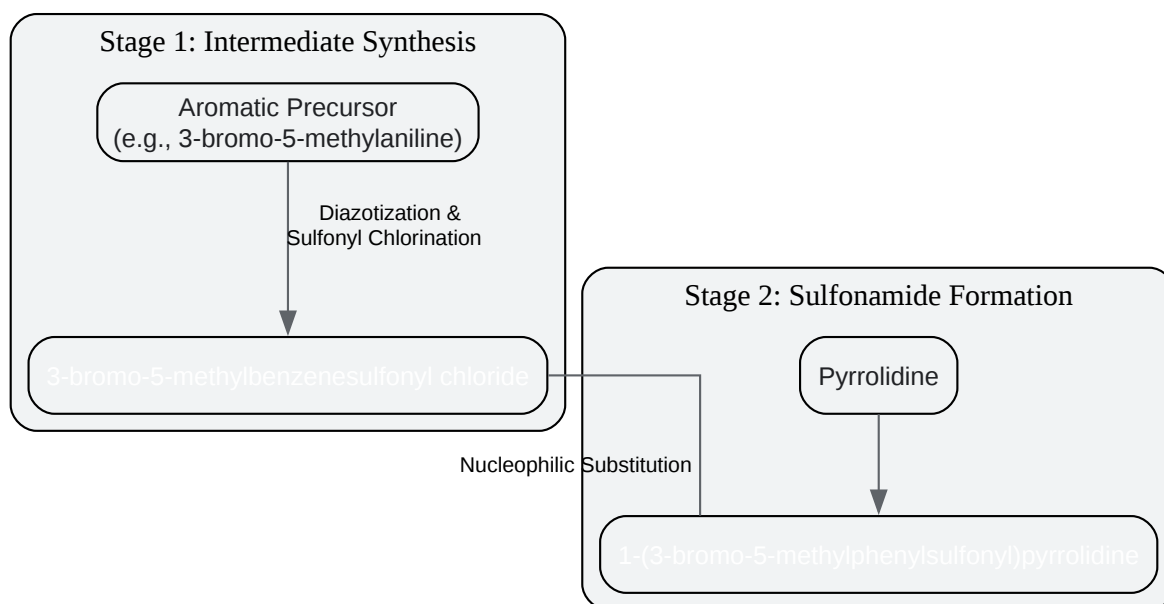 Stage 1: Intermediate Synthesis
Aromatic Precursor
(e.g., 3-bromo-5-methylaniline)
Diazotization &
Sulfonyl Chlorination
3-bromo-5-methylbenzenesulfonyl chloride
Stage 2: Sulfonamide Formation
Pyrrolidine
Nucleophilic Substitution
1-(3-bromo-5-methylphenylsulfonyl)pyrrolidine